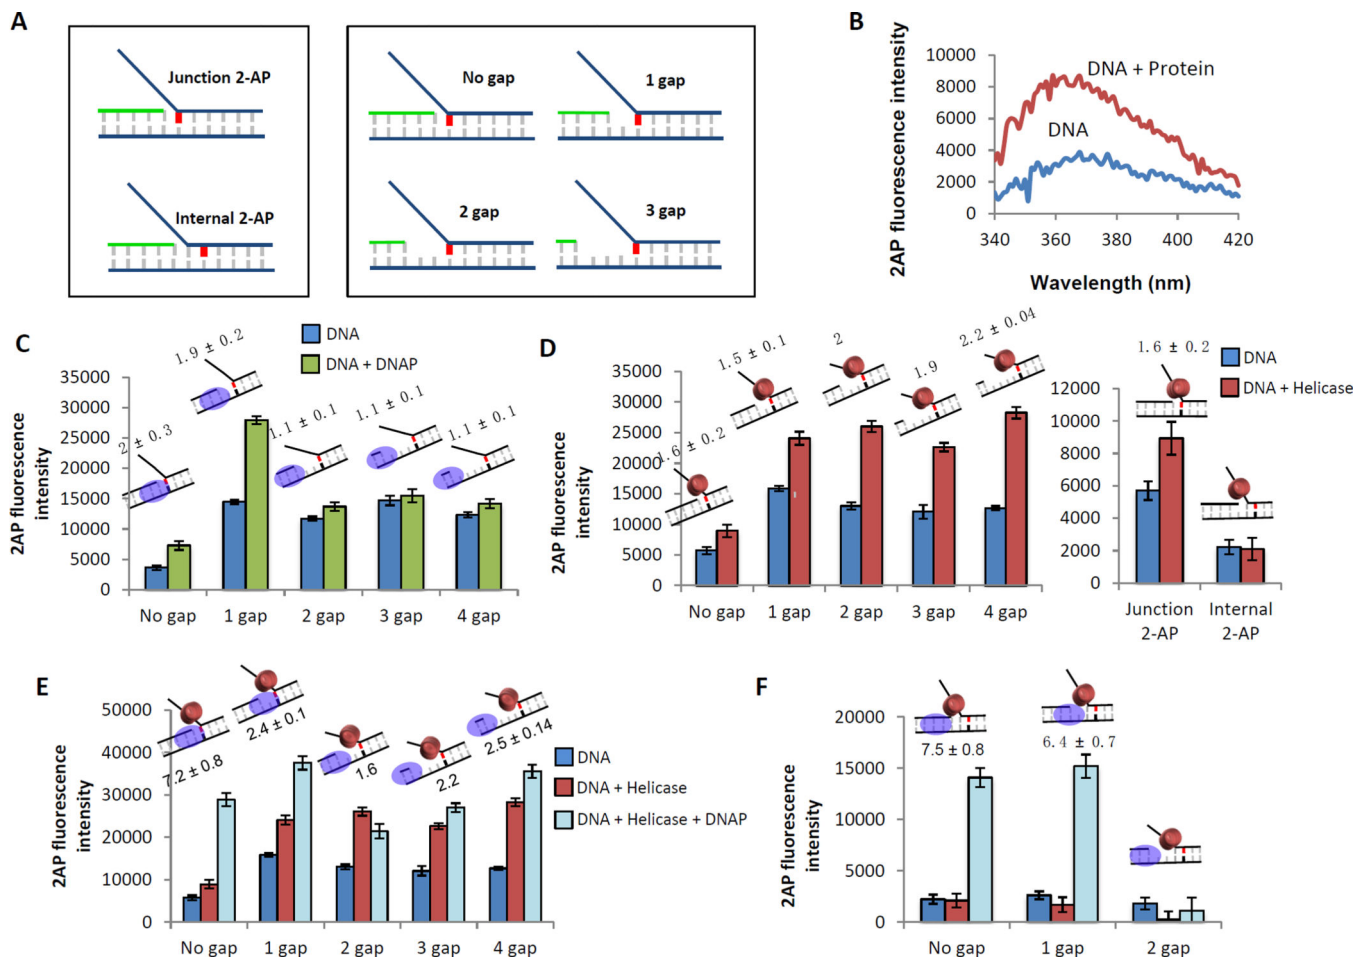 A
Junction 2-AP
Internal 2-AP
No gap
1 gap
2 gap
3 gap
B
2AP fluorescence intensity
10000
8000
6000
4000
2000
0
DNA + Protein
DNA
340
360
380
400
420
Wavelength (nm)
C
DNA
DNA + DNAP
2AP fluorescence
intensity
35000
30000
25000
20000
15000
10000
5000
0
2 ± 0.3
1.9 ± 0.2
1.1 ± 0.1
1.1 ± 0.1
1.1 ± 0.1
No gap
1 gap
2 gap
3 gap
4 gap
D
2AP fluorescence
intensity
35000
30000
25000
20000
15000
10000
5000
0
1.6 ± 0.2
1.5 ± 0.1
2
1.9
2.2 ± 0.04
No gap
1 gap
2 gap
3 gap
4 gap
1.6 ± 0.2
DNA
DNA + Helicase
12000
10000
8000
6000
4000
2000
0
Junction
2-AP
Internal
2-AP
E
2AP fluorescence
intensity
50000
40000
30000
20000
10000
0
7.2 ± 0.8
2.4 ± 0.1
1.6
2.2
2.5 ± 0.14
DNA
DNA + Helicase
DNA + Helicase + DNAP
No gap
1 gap
2 gap
3 gap
4 gap
F
2AP fluorescence
intensity
20000
15000
10000
5000
0
7.5 ± 0.8
6.4 ± 0.7
No gap
1 gap
2 gap